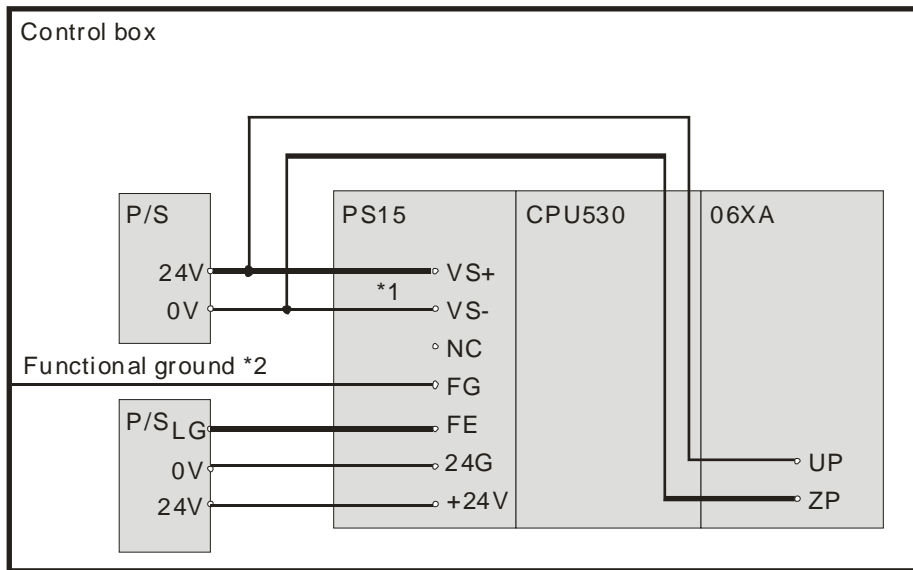 Control box
P/S
24V
0V
PS15
CPU530
06XA
VS+
*1
VS-
NC
Functional ground *2
FG
P/S
LG
FE
0V
24G
24V
+24V
UP
ZP